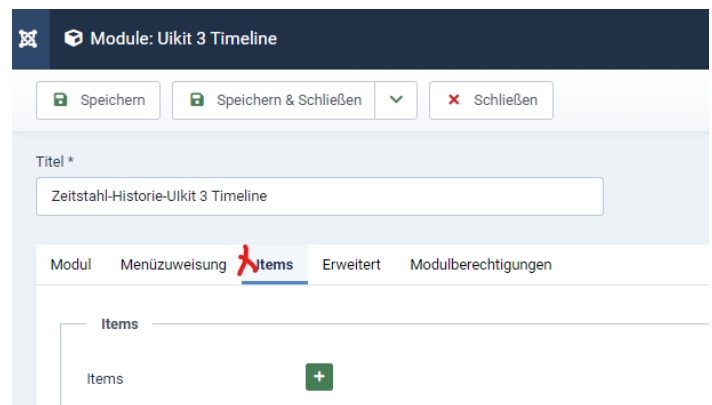 Module: Uikit 3 Timeline
Speichern Speichern & Schließen Schließen
Titel *
Zeitstahl-Historie-UIkit 3 Timeline
Modul Menüzuweisung Items Erweitert Modulberechtigungen
Items
Items